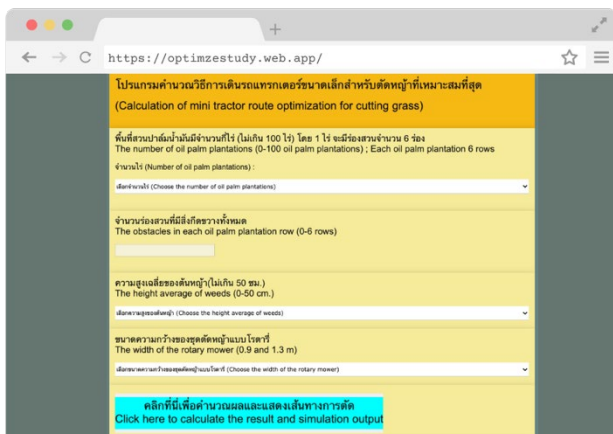 https://optimzestudy.web.app/
โปรแกรมคำนวณวิธีการเดินรถแทรกเตอร์ขนาดเล็กสำหรับตัดหญ้าที่เหมาะสมที่สุด
(Calculation of mini tractor route optimization for cutting grass)
พื้นที่สวนปาล์มน้ำมันมีจำนวนกี่ไร่ (ไม่เกิน 100 ไร่) โดย 1 ไร่ จะมีร่องสวนจำนวน 6 ร่อง
The number of oil palm plantations (0-100 oil palm plantations) ; Each oil palm plantation 6 rows
จำนวนไร่ (Number of oil palm plantations) :
เลือกจำนวนไร่ (Choose the number of oil palm plantations)
จำนวนร่องสวนที่มีสิ่งกีดขวางทั้งหมด
The obstacles in each oil palm plantation row (0-6 rows)
ความสูงเฉลี่ยของต้นหญ้า(ไม่เกิน 50 ซม.)
The height average of weeds (0-50 cm.)
เลือกความสูงของต้นหญ้า (Choose the height average of weeds)
ขนาดความกว้างของชุดตัดหญ้าแบบโรตารี่
The width of the rotary mower (0.9 and 1.3 m)
เลือกขนาดความกว้างของชุดตัดหญ้าแบบโรตารี่ (Choose the width of the rotary mower)
คลิกที่นี่เพื่อคำนวณผลและแสดงเส้นทางการตัด
Click here to calculate the result and simulation output